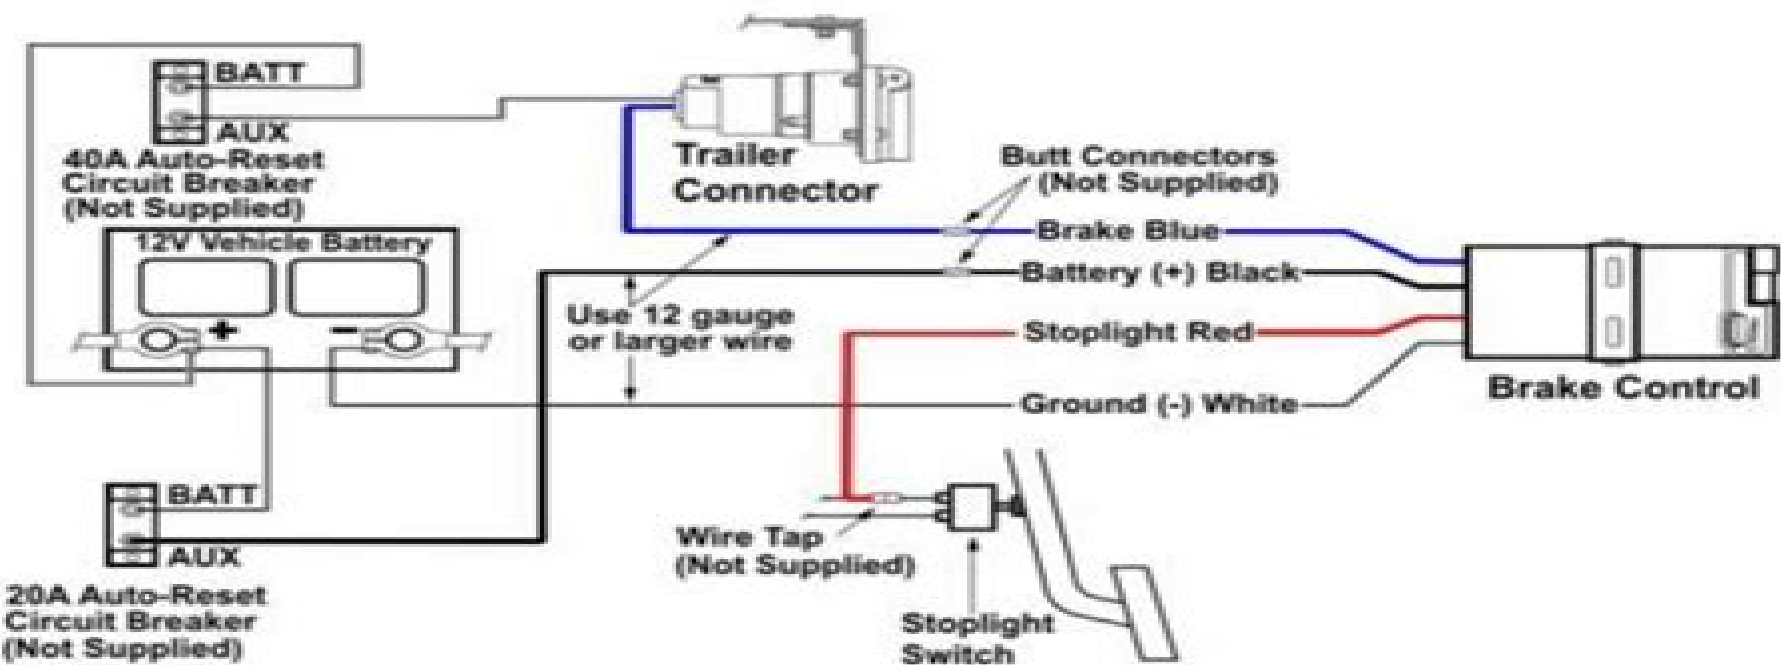 BATT
AUX
40A Auto-Reset
Circuit Breaker
(Not Supplied)
Trailer
Connector
Butt Connectors
(Not Supplied)
12V Vehicle Battery
+
-
Brake Blue
Battery (+) Black
Use 12 gauge
or larger wire
Stoplight Red
Ground (-) White
Brake Control
BATT
AUX
20A Auto-Reset
Circuit Breaker
(Not Supplied)
Wire Tap
(Not Supplied)
Stoplight
Switch